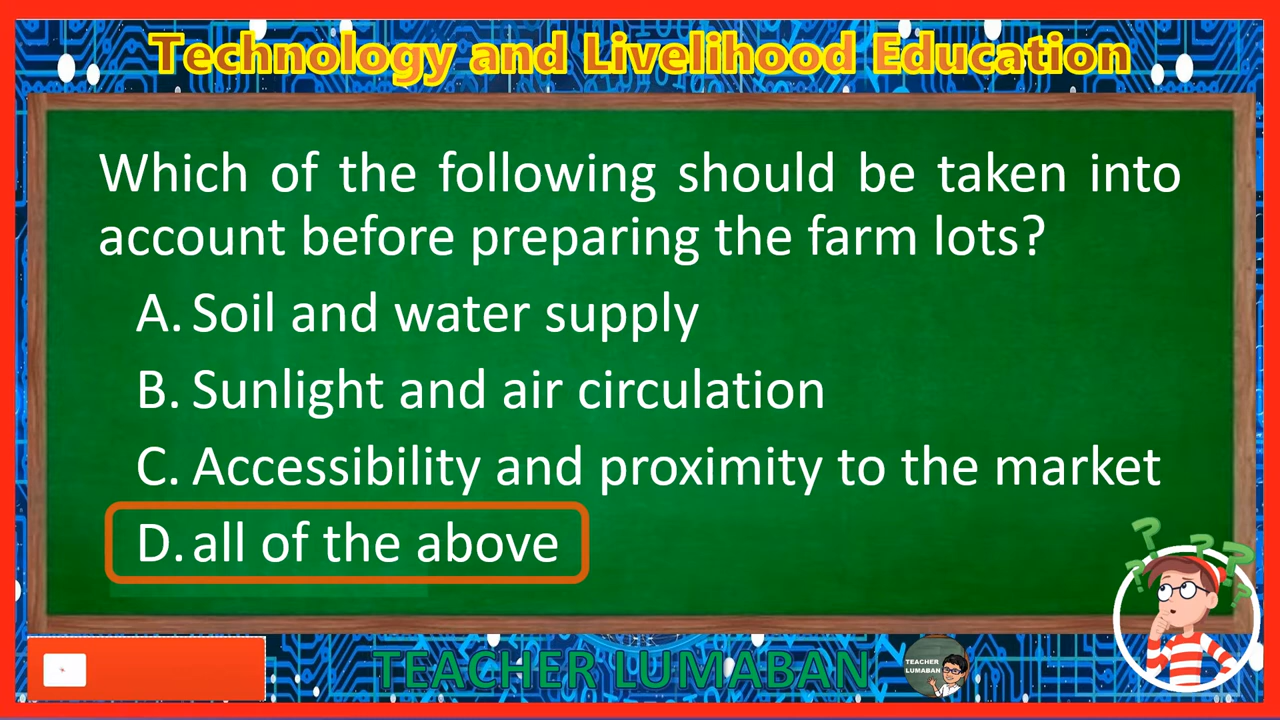 Technology and Livelihood Education
Which of the following should be taken into
account before preparing the farm lots?
A. Soil and water supply
B. Sunlight and air circulation
C. Accessibility and proximity to the market
D. all of the above
TEACHER LUMABAN
TEACHER
LUMABAN